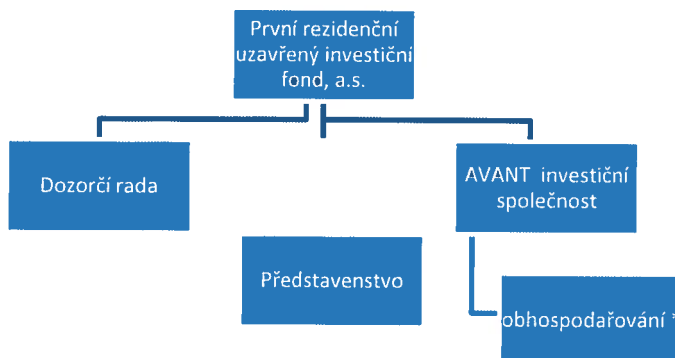 První rezidenční
uzavřený investiční
fond, a.s.
Dozorčí rada
AVANT investiční
společnost
Představenstvo
obhospodařování *